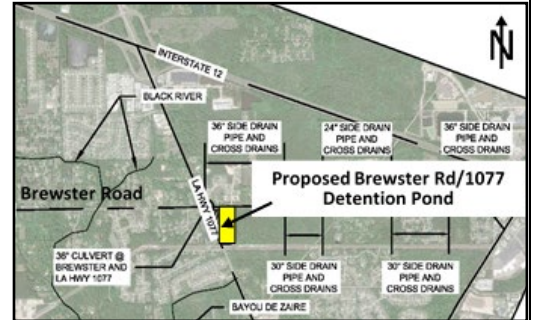 N
INTERSTATE 12
BLACK RIVER
36" SIDE DRAIN
PIPE AND
CROSS DRAINS
24" SIDE DRAIN
PIPE AND
CROSS DRAINS
36" SIDE DRAIN
PIPE AND
CROSS DRAINS
Brewster Road
LA HWY 1077
Proposed Brewster Rd/1077
Detention Pond
36" CULVERT @
BREWSTER AND
LA HWY 1077
30" SIDE DRAIN
PIPE AND
CROSS DRAINS
30" SIDE DRAIN
PIPE AND
CROSS DRAINS
BAYOU DE ZAIRE